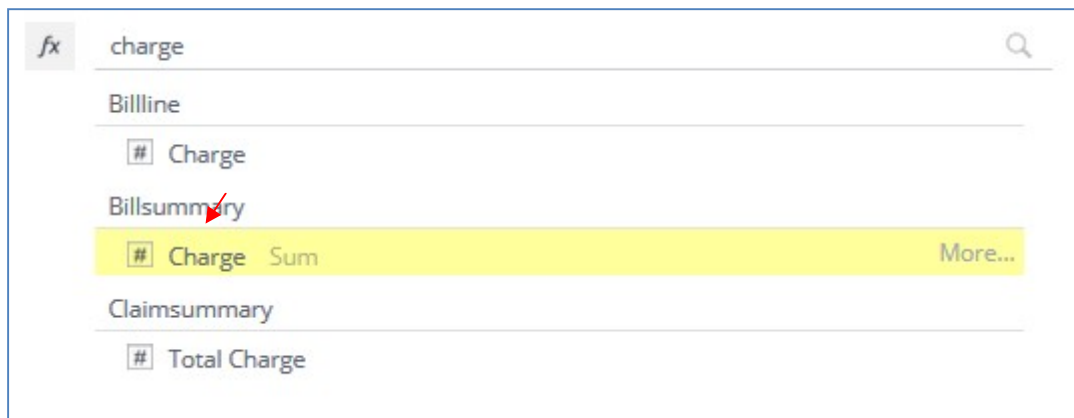 fx charge
Billline
# Charge
Billsummary
# Charge Sum More...
Claimsummary
# Total Charge